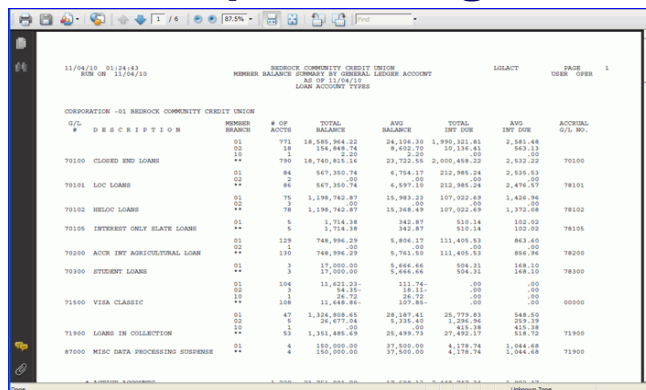 1 / 6 87.5% Find
11/04/10 01:24:43 BEDROCK COMMUNITY CREDIT UNION LGLACT PAGE 1
RUN ON 11/04/10 MEMBER BALANCE SUMMARY BY GENERAL LEDGER ACCOUNT USER OPER
AS OF 11/04/10
LOAN ACCOUNT TYPES
CORPORATION -01 BEDROCK COMMUNITY CREDIT UNION
G/L MEMBER # OF TOTAL AVG TOTAL AVG ACCRUAL
# D E S C R I P T I O N BRANCH ACCTS BALANCE BALANCE INT DUE INT DUE G/L NO.
01 771 18,585,964.22 24,106.30 1,990,321.81 2,581.48
02 18 154,848.74 8,602.70 10,136.41 563.13
10 1 2.20 2.20 .00 .00
70100 CLOSED END LOANS ** 790 18,740,815.16 23,722.55 2,000,458.22 2,532.22 70100
01 84 567,350.74 6,754.17 212,985.24 2,535.53
02 2 .00 .00 .00 .00
70101 LOC LOANS ** 86 567,350.74 6,597.10 212,985.24 2,476.57 78101
01 75 1,198,742.87 15,983.23 107,022.69 1,426.96
02 3 .00 .00 .00 .00
70102 HELOC LOANS ** 78 1,198,742.87 15,368.49 107,022.69 1,372.08 78102
01 5 1,714.38 342.87 510.14 102.02
70105 INTEREST ONLY SLATE LOANS ** 5 1,714.38 342.87 510.14 102.02 78105
01 129 748,996.29 5,806.17 111,405.53 863.60
02 1 .00 .00 .00 .00
70200 ACCR INT AGRICULTURAL LOAN ** 130 748,996.29 5,761.50 111,405.53 856.96 78200
01 3 17,000.00 5,666.66 504.31 168.10
70300 STUDENT LOANS ** 3 17,000.00 5,666.66 504.31 168.10 78300
01 104 11,621.23- 111.74- .00 .00
02 3 54.35- 18.11- .00 .00
10 1 26.72 26.72 .00 .00
71500 VISA CLASSIC ** 108 11,648.86- 107.85- .00 .00 00000
01 47 1,324,808.65 28,187.41 25,779.83 548.50
02 5 26,677.04 5,335.40 1,296.96 259.39
10 1 .00 .00 415.38 415.38
71900 LOANS IN COLLECTION ** 53 1,351,485.69 25,499.73 27,492.17 518.72 71900
01 4 150,000.00 37,500.00 4,178.74 1,044.68
87000 MISC DATA PROCESSING SUSPENSE ** 4 150,000.00 37,500.00 4,178.74 1,044.68 71900